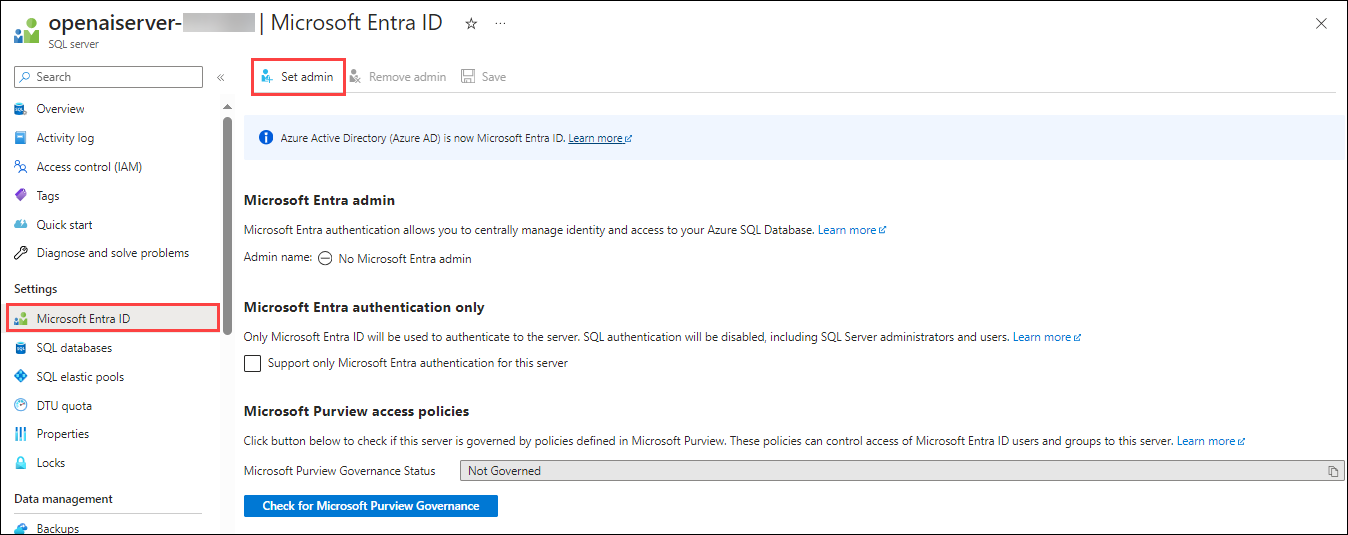 openaiserver- | Microsoft Entra ID
SQL server
Search
Set admin
Remove admin
Save
Overview
Activity log
Access control (IAM)
Tags
Quick start
Diagnose and solve problems
Settings
Microsoft Entra ID
SQL databases
SQL elastic pools
DTU quota
Properties
Locks
Data management
Backups
Azure Active Directory (Azure AD) is now Microsoft Entra ID. Learn more
Microsoft Entra admin
Microsoft Entra authentication allows you to centrally manage identity and access to your Azure SQL Database. Learn more
Admin name: No Microsoft Entra admin
Microsoft Entra authentication only
Only Microsoft Entra ID will be used to authenticate to the server. SQL authentication will be disabled, including SQL Server administrators and users. Learn more
Support only Microsoft Entra authentication for this server
Microsoft Purview access policies
Click button below to check if this server is governed by policies defined in Microsoft Purview. These policies can control access of Microsoft Entra ID users and groups to this server. Learn more
Microsoft Purview Governance Status Not Governed
Check for Microsoft Purview Governance